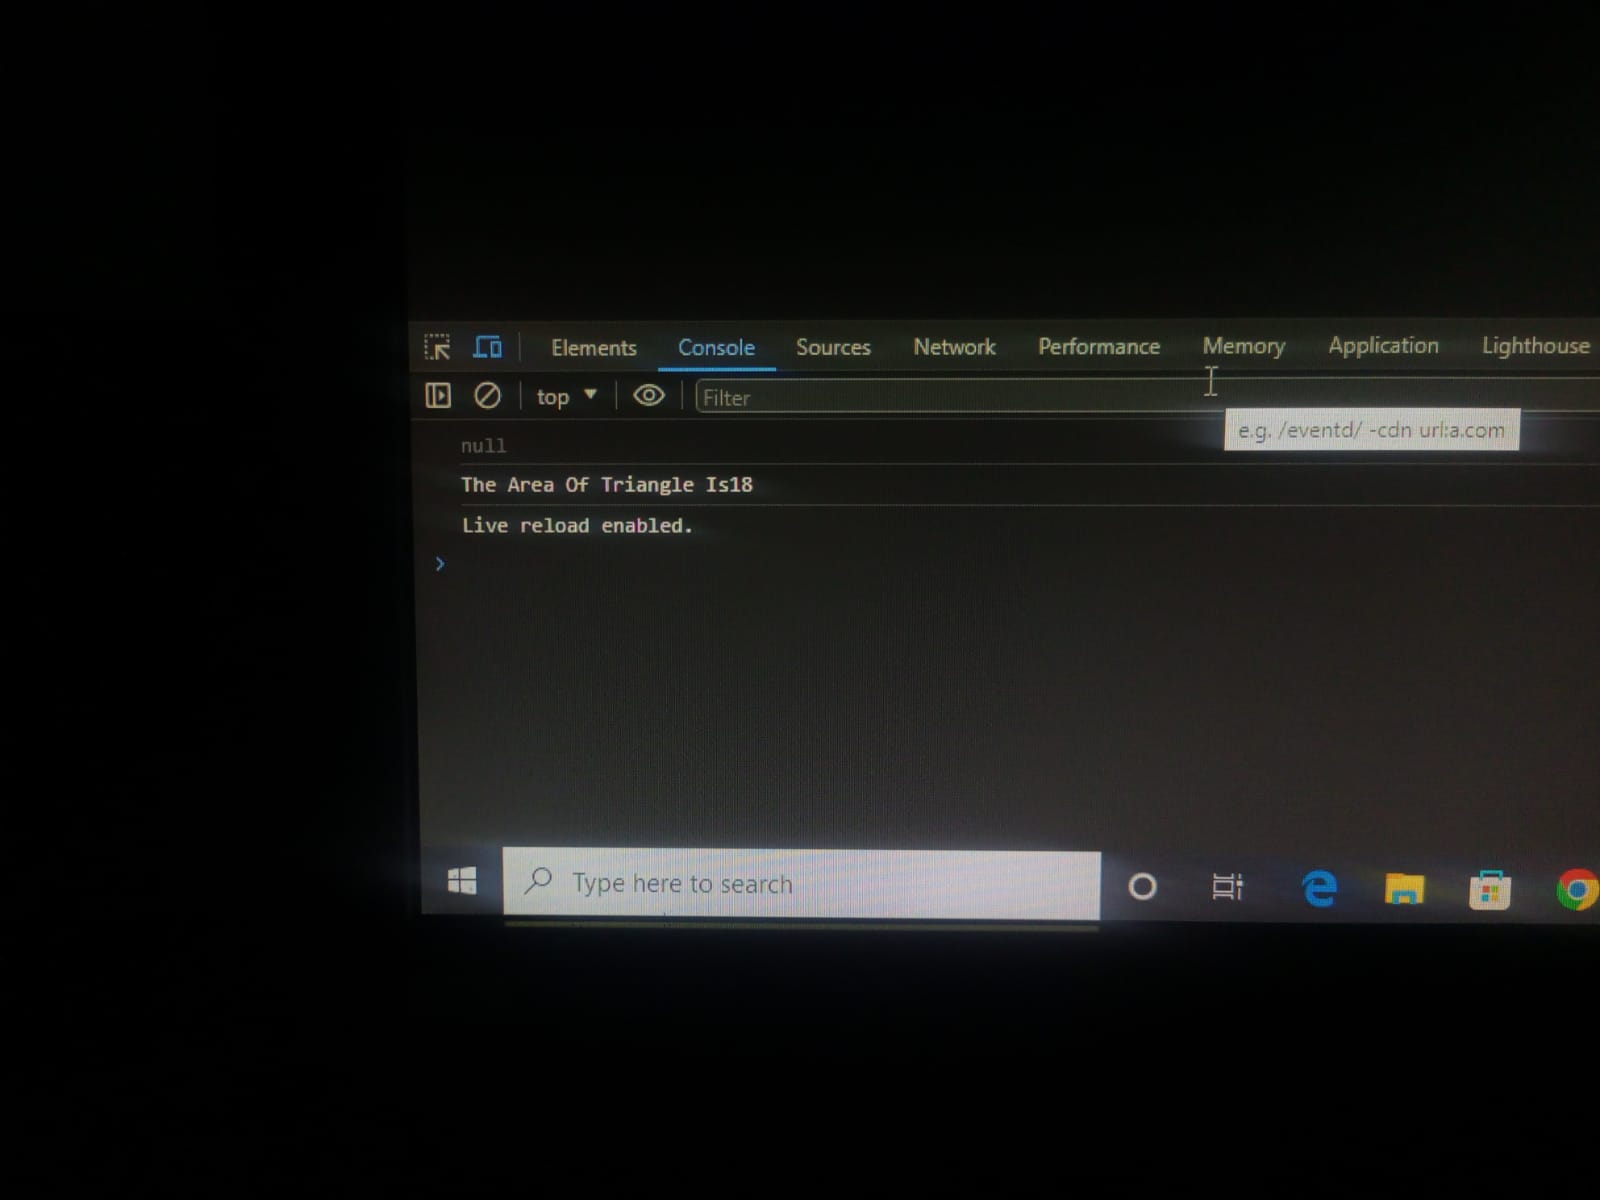 Elements Console Sources Network Performance Memory Application Lighthouse
top Filter
e.g. /eventd/ -cdn url:a.com
null
The Area Of Triangle Is18
Live reload enabled.
Type here to search